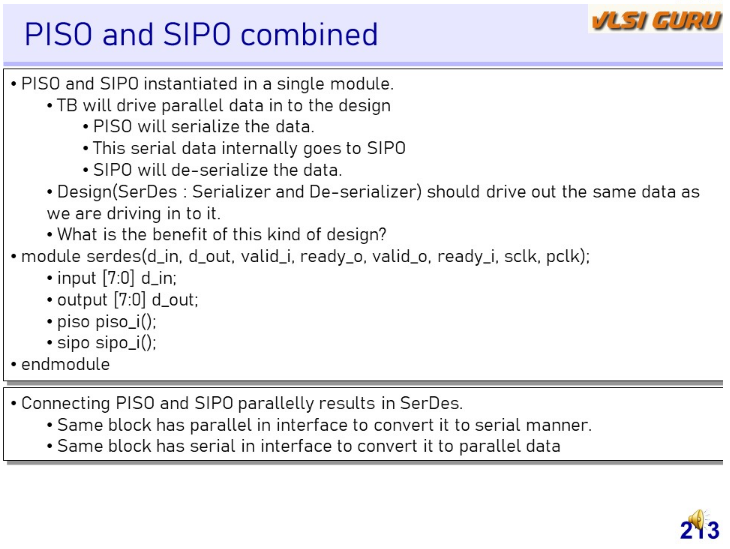 PISO and SIPO combined
VLSI GURU
• PISO and SIPO instantiated in a single module.
• TB will drive parallel data in to the design
• PISO will serialize the data.
• This serial data internally goes to SIPO
• SIPO will de-serialize the data.
• Design(SerDes : Serializer and De-serializer) should drive out the same data as
we are driving in to it.
• What is the benefit of this kind of design?
• module serdes(d_in, d_out, valid_i, ready_o, valid_o, ready_i, sclk, pclk);
• input [7:0] d_in;
• output [7:0] d_out;
• piso piso_i();
• sipo sipo_i();
• endmodule
• Connecting PISO and SIPO parallelly results in SerDes.
• Same block has parallel in interface to convert it to serial manner.
• Same block has serial in interface to convert it to parallel data
213